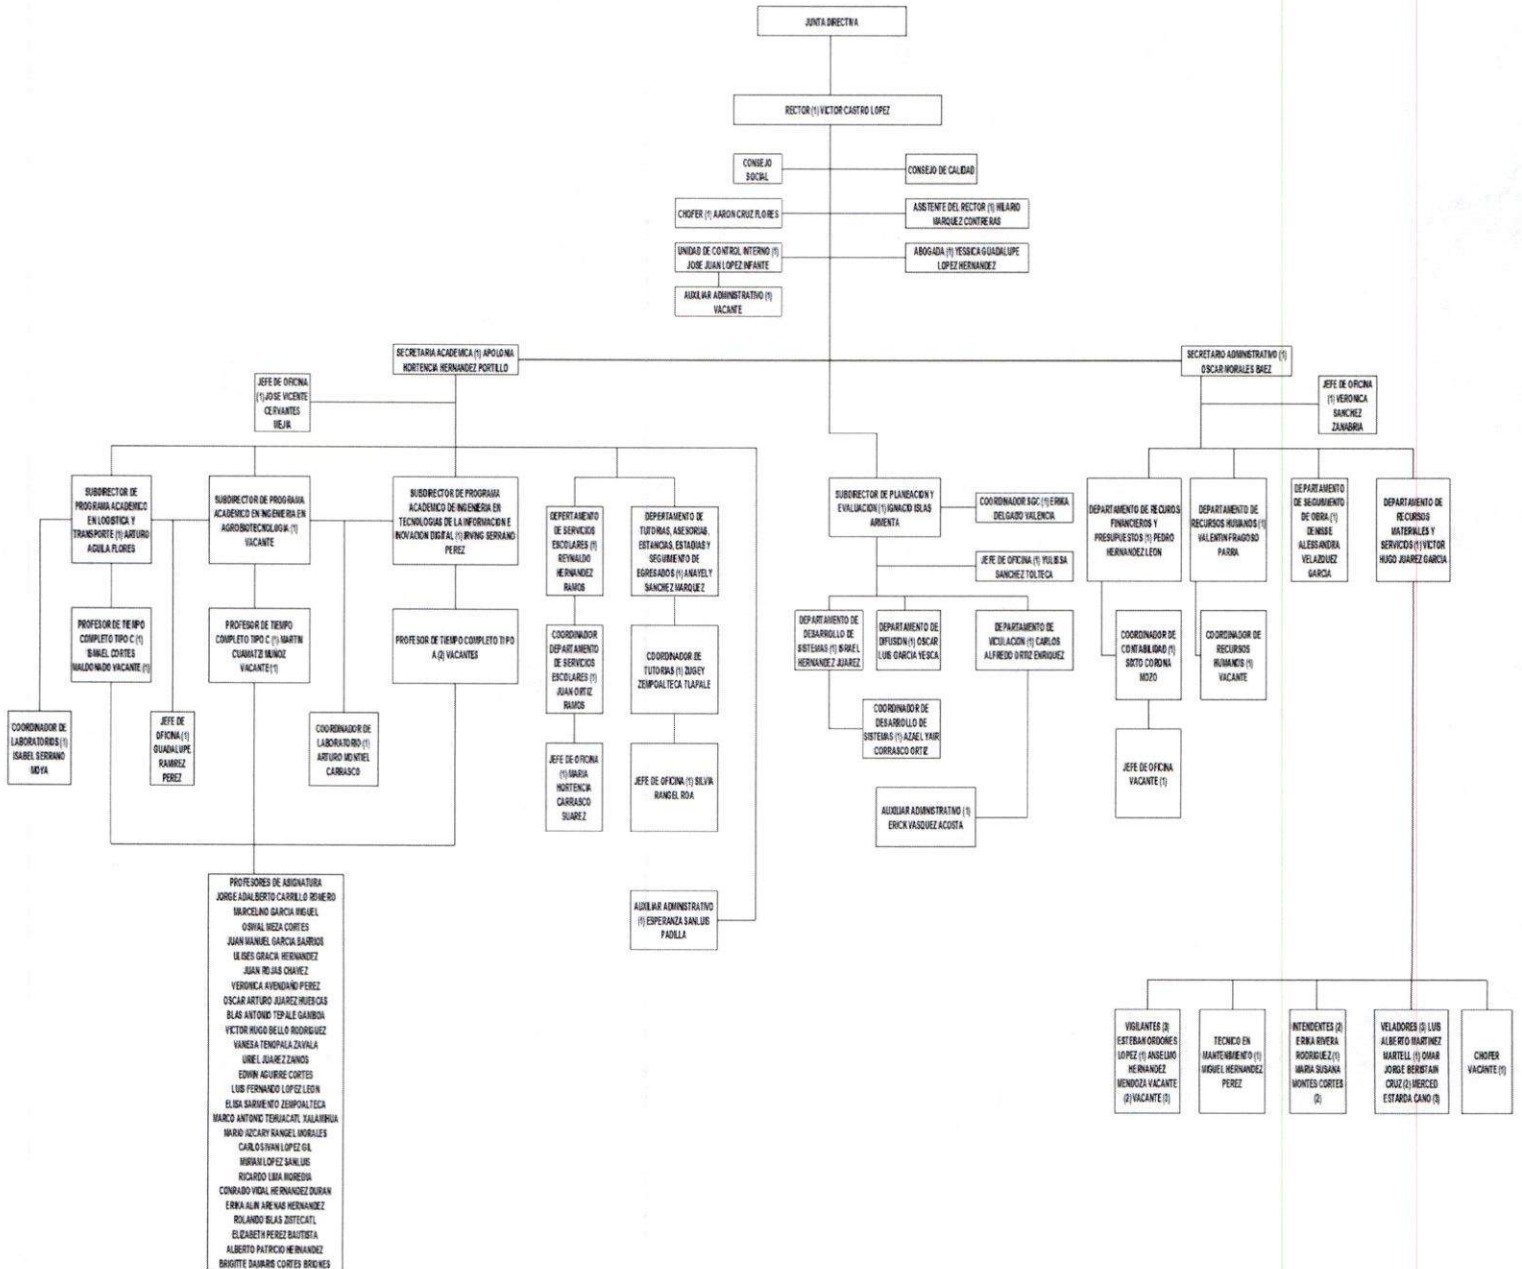 JUNTA DIRECTIVA
RECTOR (1) VICTOR CASTRO LOPEZ
CONSEJO
SOCIAL
CONSEJO DE CALIDAD
CHOFER (1) AARON CRUZ FLORES
ASISTENTE DEL RECTOR (1) HILARIO
MARQUEZ CONTRERAS
UNIDAD DE CONTROL INTERNO (1)
JOSE JUAN LOPEZ INFANTE
ABOGADA (1) YESSICA GUADALUPE
LOPEZ HERNANDEZ
AUXILIAR ADMINISTRATIVO (1)
VACANTE
SECRETARIA ACADEMICA (1) APOLONIA
HORTENCIA HERNANDEZ PORTILLO
SECRETARIO ADMINISTRATIVO (1)
OSCAR MORALES BAEZ
JEFE DE OFICINA
(1) JOSE VICENTE
CERVANTES
MEJIA
JEFE DE OFICINA
(1) VERONICA
SANCHEZ
ZANABRIA
SUBDIRECTOR DE
PROGRAMA ACADEMICO
EN LOGISTICA Y
TRANSPORTE (1) ARTURO
AGUILA FLORES
SUBDIRECTOR DE PROGRAMA
ACADEMICO EN INGENIERIA EN
AGROBIOTECNOLOGIA (1)
VACANTE
SUBDIRECTOR DE PROGRAMA
ACADEMICO DE INGENIERIA EN
TECNOLOGIAS DE LA INFORMACION E
INOVACION DIGITAL (1) IRVING SERRANO
PEREZ
DEPERTAMENTO
DE SERVICIOS
ESCOLARES (1)
REYNALDO
HERNANDEZ
RAMOS
DEPERTAMENTO DE
TUTORIAS, ASESORIAS,
ESTANCIAS, ESTADIAS Y
SEGUIMIENTO DE
EGRESADOS (1) ANAYELY
SANCHEZ MARQUEZ
SUBDIRECTOR DE PLANEACION Y
EVALUACION (1) IGNACIO ISLAS
ARMENTA
COORDINADOR SGC (1) ERIKA
DELGADO VALENCIA
JEFE DE OFICINA (1) YULISSA
SANCHEZ TOLTECA
DEPARTAMENTO DE RECUROS
FINANCIEROS Y
PRESUPUESTOS (1) PEDRO
HERNANDEZ LEON
DEPARTAMENTO DE
RECURSOS HUMANOS (1)
VALENTIN FRAGOSO
PARRA
DEPARTAMENTO
DE SEGUIMIENTO
DE OBRA (1)
DENISSE
ALESSANDRA
VELAZQUEZ
GARCIA
DEPARTAMENTO DE
RECURSOS
MATERIALES Y
SERVICIOS (1) VICTOR
HUGO JUAREZ GARCIA
PROFESOR DE TIEMPO
COMPLETO TIPO C (1)
ISMAEL CORTES
MALDONADO VACANTE (1)
PROFESOR DE TIEMPO
COMPLETO TIPO C (1) MARTIN
CUAMATZI MUÑOZ
VACANTE (1)
PROFESOR DE TIEMPO COMPLETO TIPO
A (2) VACANTES
COORDINADOR
DEPARTAMENTO
DE SERVICIOS
ESCOLARES (1)
JUAN ORTIZ
RAMOS
COORDINADOR DE
TUTORIAS (1) ZUGEY
ZEMPOALTECA TLAPALE
DEPARTAMENTO DE
DESARROLLO DE
SISTEMAS (1) ISRAEL
HERNANDEZ JUAREZ
DEPARTAMENTO DE
DIFUSION (1) OSCAR
LUIS GARCIA YESCA
DEPARTAMENTO DE
VICULACION (1) CARLOS
ALFREDO ORTIZ ENRIQUEZ
COORDINADOR DE
CONTABILIDAD (1)
SIXTO CORONA
MOZO
COORDINADOR DE
RECURSOS
HUMANOS (1)
VACANTE
COORDINADOR DE
LABORATORIOS (1)
ISABEL SERRANO
MOYA
JEFE DE
OFICINA (1)
GUADALUPE
RAMIREZ
PEREZ
COORDINADOR DE
LABORATORIO (1)
ARTURO MONTIEL
CARRASCO
JEFE DE OFICINA
(1) MARIA
HORTENCIA
CARRASCO
SUAREZ
JEFE DE OFICINA (1) SILVIA
RANGEL ROA
COORDINADOR DE
DESARROLLO DE
SISTEMAS (1) AZAEL YAIR
CORRASCO ORTIZ
JEFE DE OFICINA
VACANTE (1)
AUXILIAR ADMINISTRATIVO (1)
ERICK VASQUEZ ACOSTA
PROFESORES DE ASIGNATURA
JORGE ADALBERTO CARRILLO ROMERO
MARCELINO GARCIA MIGUEL
OSWAL MEZA CORTES
JUAN MANUEL GARCIA BARRIOS
ULISES GRACIA HERNANDEZ
JUAN ROJAS CHAVEZ
VERONICA AVENDAÑO PEREZ
OSCAR ARTURO JUAREZ HUESCAS
BLAS ANTONIO TEPALE GAMBOA
VICTOR HUGO BELLO RODRIGUEZ
VANESA TENOPALA ZAVALA
URIEL JUAREZ ZAINOS
EDWIN AGUIRRE CORTES
LUIS FERNANDO LOPEZ LEON
ELISA SARMIENTO ZEMPOALTECA
MARCO ANTONIO TEHUACATL XALAMIHUA
MARIO AZCARY RANGEL MORALES
CARLOS IVAN LOPEZ GIL
MIRIAM LOPEZ SANLUIS
RICARDO LIMA MOREDIA
CONRADO VIDAL HERNANDEZ DURAN
ERIKA ALIN ARENAS HERNANDEZ
ROLANDO ISLAS ZISTECATL
ELIZABETH PEREZ BAUTISTA
ALBERTO PATRICIO HERNANDEZ
BRIGITTE DAMARIS CORTES BRIONES
AUXILIAR ADMINISTRATIVO
(1) ESPERANZA SANLUIS
PADILLA
VIGILANTES (3)
ESTEBAN ORDOÑES
LOPEZ (1) ANSELMO
HERNANDEZ
MENDOZA VACANTE
(2) VACANTE (3)
TECNICO EN
MANTENIMIENTO (1)
MIGUEL HERNANDEZ
PEREZ
INTENDENTES (2)
ERIKA RIVERA
RODRIGUEZ (1)
MARIA SUSANA
MONTES CORTES
(2)
VELADORES (3) LUIS
ALBERTO MARTINEZ
MARTELL (1) OMAR
JORGE BERISTAIN
CRUZ (2) MERCED
ESTARDA CANO (3)
CHOFER
VACANTE (1)